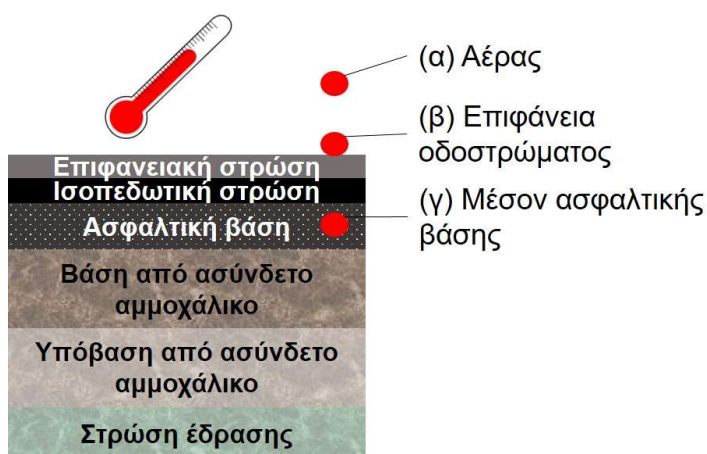 (α) Αέρας
(β) Επιφάνεια
οδοστρώματος
(γ) Μέσον ασφαλτικής
βάσης
Επιφανειακή στρώση
Ισοπεδωτική στρώση
Ασφαλτική βάση
Βάση από ασύνδετο
αμμοχάλικο
Υπόβαση από ασύνδετο
αμμοχάλικο
Στρώση έδρασης